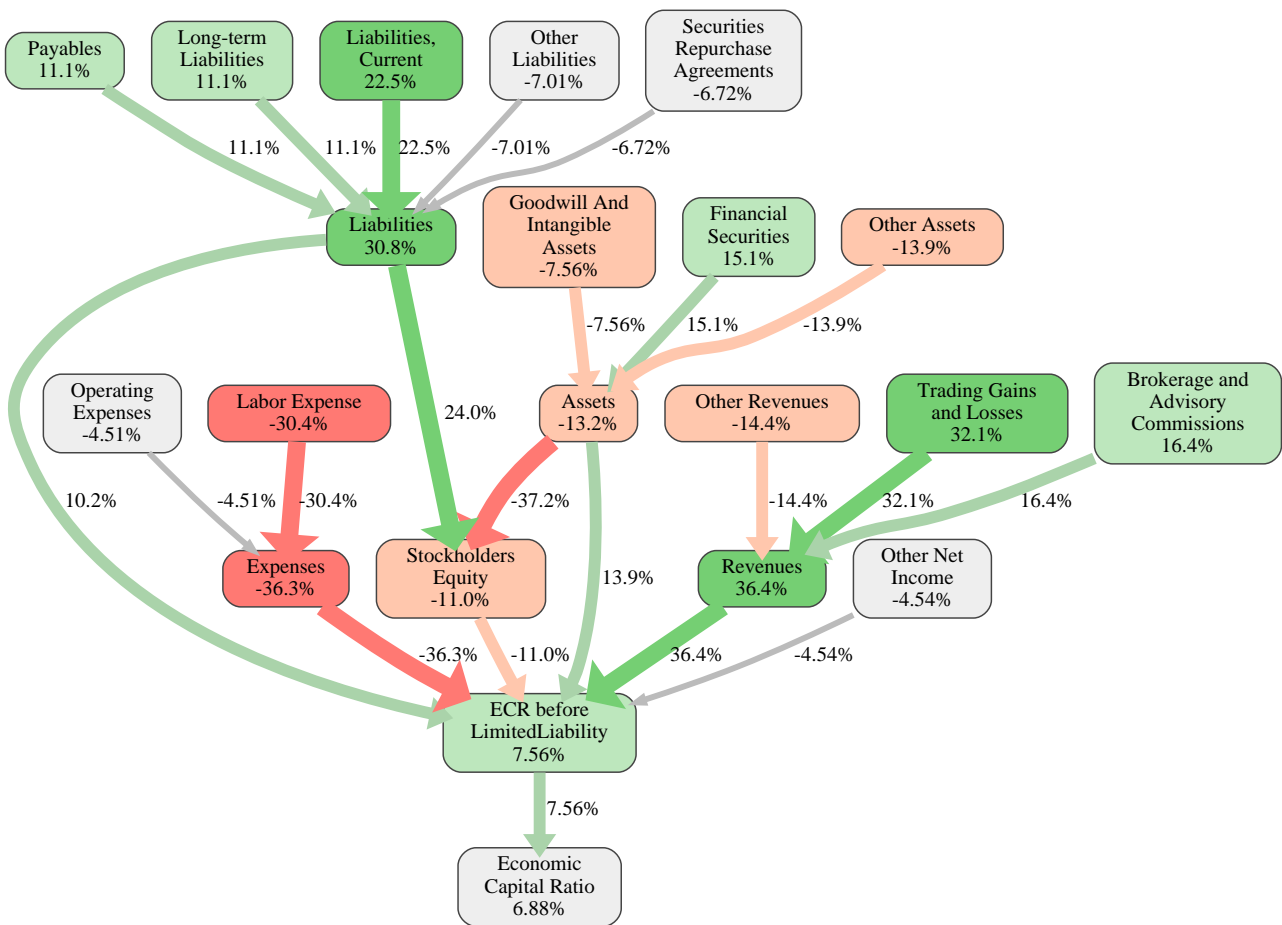 Payables
11.1%
Long-term
Liabilities
11.1%
Liabilities,
Current
22.5%
Other
Liabilities
-7.01%
Securities
Repurchase
Agreements
-6.72%
11.1%
11.1%
22.5%
-7.01%
-6.72%
Liabilities
30.8%
Goodwill And
Intangible
Assets
-7.56%
Financial
Securities
15.1%
Other Assets
-13.9%
-7.56%
15.1%
-13.9%
Operating
Expenses
-4.51%
Labor Expense
-30.4%
24.0%
Assets
-13.2%
Other Revenues
-14.4%
Trading Gains
and Losses
32.1%
Brokerage and
Advisory
Commissions
16.4%
10.2%
-4.51%
-30.4%
-37.2%
-14.4%
32.1%
16.4%
Expenses
-36.3%
Stockholders
Equity
-11.0%
13.9%
Revenues
36.4%
Other Net
Income
-4.54%
-36.3%
-11.0%
36.4%
-4.54%
ECR before
LimitedLiability
7.56%
7.56%
Economic
Capital Ratio
6.88%